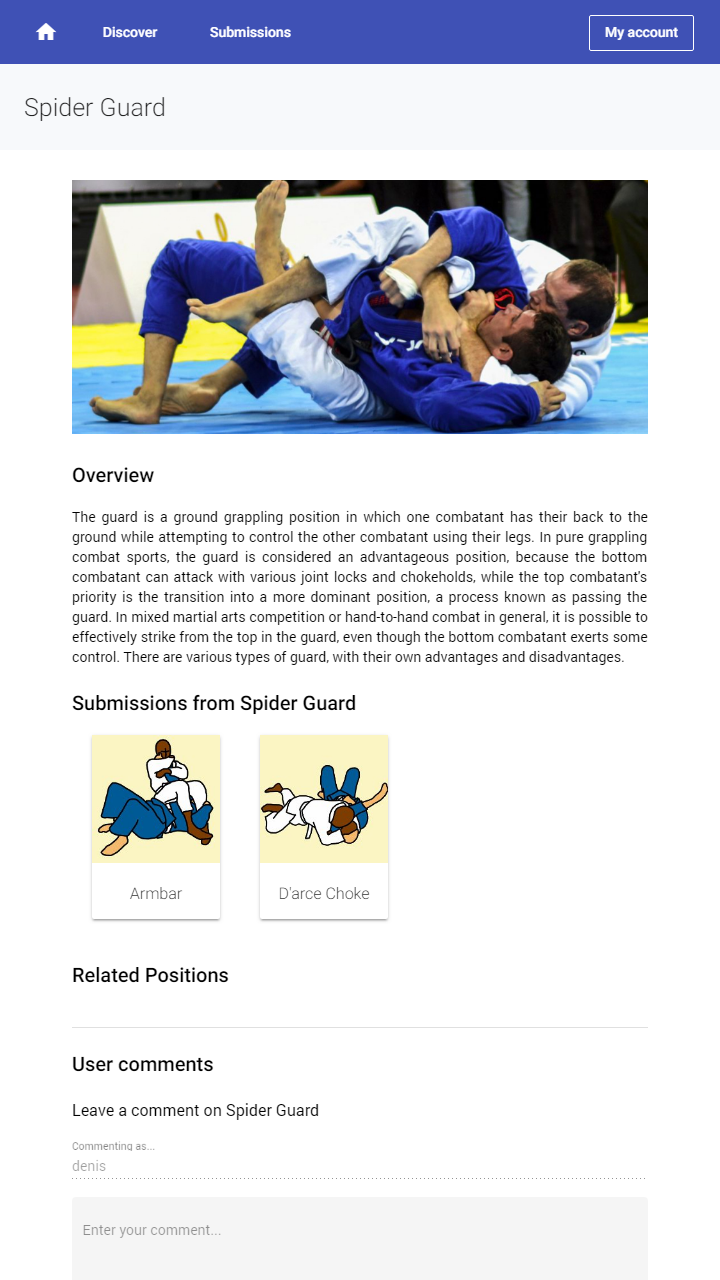 Discover
Submissions
My account
Spider Guard
Overview
The guard is a ground grappling position in which one combatant has their back to the
ground while attempting to control the other combatant using their legs. In pure grappling
combat sports, the guard is considered an advantageous position, because the bottom
combatant can attack with various joint locks and chokeholds, while the top combatant's
priority is the transition into a more dominant position, a process known as passing the
guard. In mixed martial arts competition or hand-to-hand combat in general, it is possible to
effectively strike from the top in the guard, even though the bottom combatant exerts some
control. There are various types of guard, with their own advantages and disadvantages.
Submissions from Spider Guard
Armbar
D'arce Choke
Related Positions
User comments
Leave a comment on Spider Guard
Commenting as...
denis
Enter your comment...